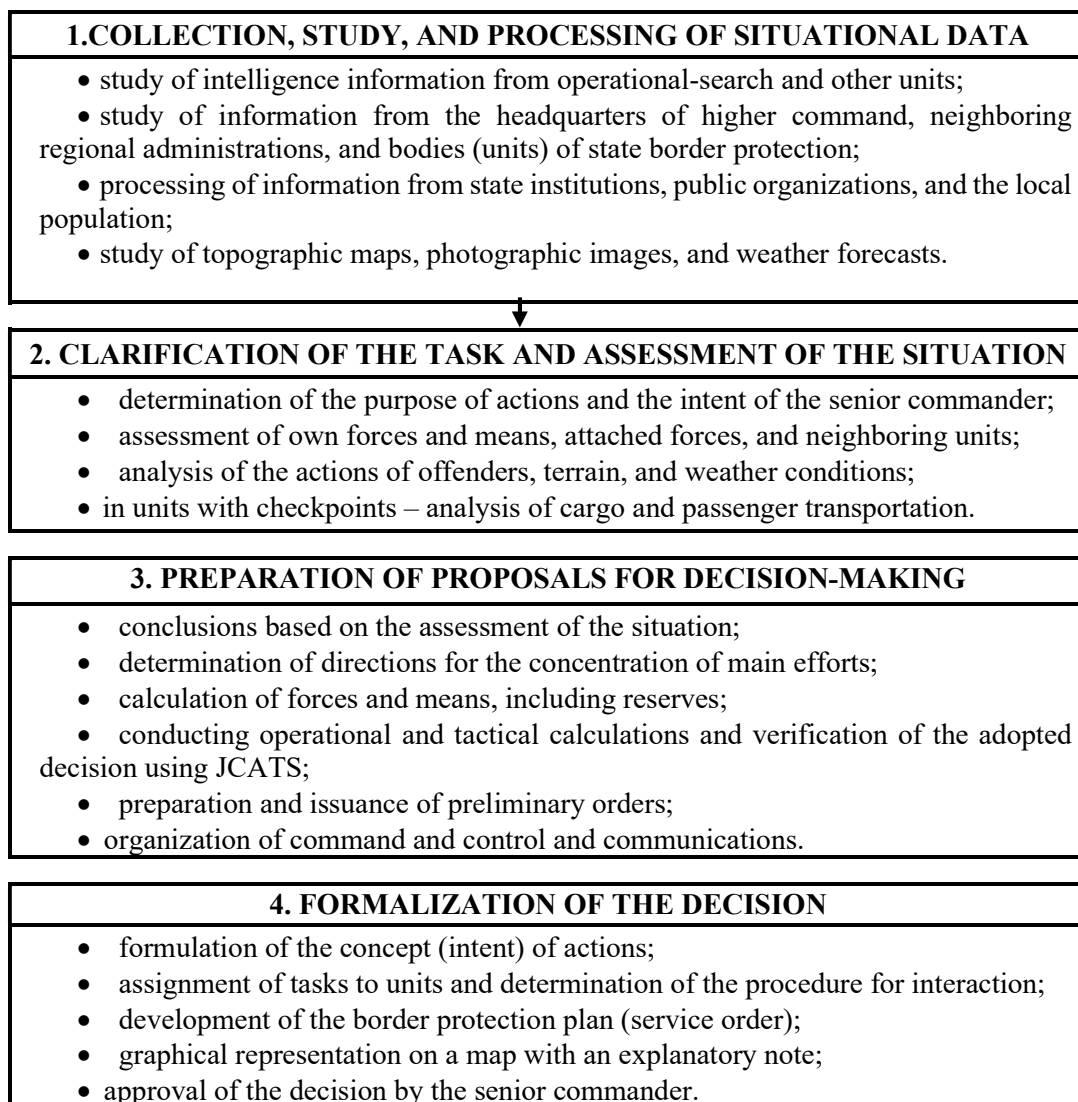 1.COLLECTION, STUDY, AND PROCESSING OF SITUATIONAL DATA
• study of intelligence information from operational-search and other units;
• study of information from the headquarters of higher command, neighboring
regional administrations, and bodies (units) of state border protection;
• processing of information from state institutions, public organizations, and the local
population;
• study of topographic maps, photographic images, and weather forecasts.
2. CLARIFICATION OF THE TASK AND ASSESSMENT OF THE SITUATION
• determination of the purpose of actions and the intent of the senior commander;
• assessment of own forces and means, attached forces, and neighboring units;
• analysis of the actions of offenders, terrain, and weather conditions;
• in units with checkpoints – analysis of cargo and passenger transportation.
3. PREPARATION OF PROPOSALS FOR DECISION-MAKING
• conclusions based on the assessment of the situation;
• determination of directions for the concentration of main efforts;
• calculation of forces and means, including reserves;
• conducting operational and tactical calculations and verification of the adopted
decision using JCATS;
• preparation and issuance of preliminary orders;
• organization of command and control and communications.
4. FORMALIZATION OF THE DECISION
• formulation of the concept (intent) of actions;
• assignment of tasks to units and determination of the procedure for interaction;
• development of the border protection plan (service order);
• graphical representation on a map with an explanatory note;
• approval of the decision by the senior commander.